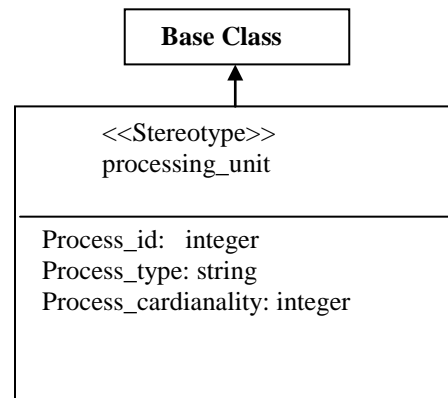 Base Class
<<Stereotype>>
processing_unit
Process_id: integer
Process_type: string
Process_cardianality: integer